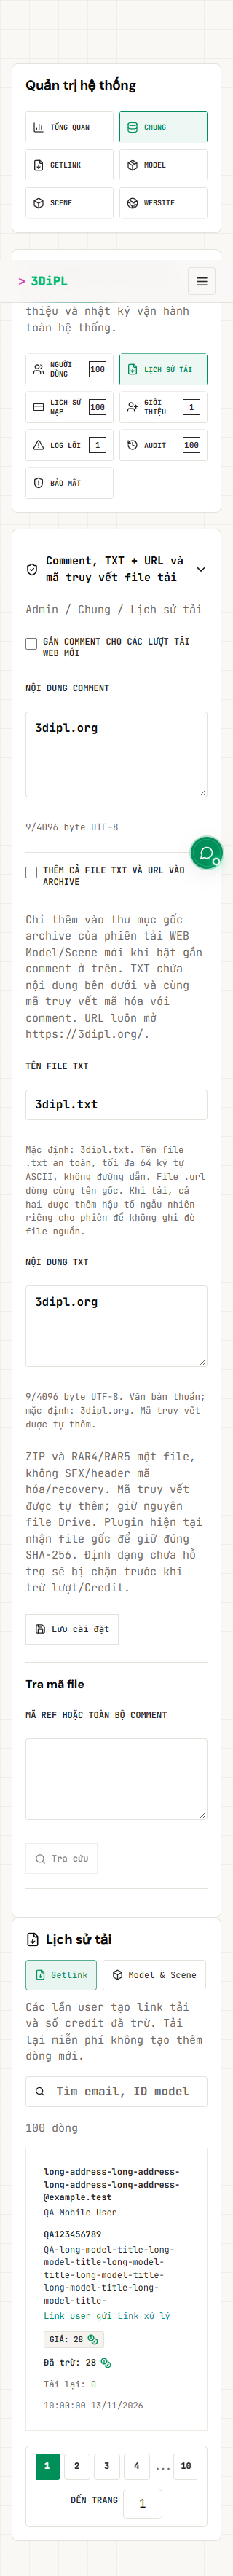 Quản trị hệ thống
TỔNG QUAN
CHUNG
GETLINK
MODEL
SCENE
WEBSITE
> 3DiPL
thiệu và nhật ký vận hành
toàn hệ thống.
NGƯỜI
DÙNG
100
LỊCH SỬ TẢI
LỊCH SỬ
NẠP
100
GIỚI
THIỆU
1
LOG LỖI
1
AUDIT
100
BẢO MẬT
Comment, TXT + URL và
mã truy vết file tải
Admin / Chung / Lịch sử tải
GẮN COMMENT CHO CÁC LƯỢT TẢI
WEB MỚI
NỘI DUNG COMMENT
3dipl.org
9/4096 byte UTF-8
THÊM CẢ FILE TXT VÀ URL VÀO
ARCHIVE
Chỉ thêm vào thư mục gốc
archive của phiên tải WEB
Model/Scene mới khi bật gắn
comment ở trên. TXT chứa
nội dung bên dưới và cùng
mã truy vết mã hóa với
comment. URL luôn mở
https://3dipl.org/.
TÊN FILE TXT
3dipl.txt
Mặc định: 3dipl.txt. Tên file
.txt an toàn, tối đa 64 ký tự
ASCII, không đường dẫn. File .url
dùng cùng tên gốc. Khi tải, cả
hai được thêm hậu tố ngẫu nhiên
riêng cho phiên để không ghi đè
file nguồn.
NỘI DUNG TXT
3dipl.org
9/4096 byte UTF-8. Văn bản thuần;
mặc định: 3dipl.org. Mã truy vết
được tự thêm.
ZIP và RAR4/RAR5 một file,
không SFX/header mã
hóa/recovery. Mã truy vết
được tự thêm; giữ nguyên
file Drive. Plugin hiện tại
nhận file gốc để giữ đúng
SHA-256. Định dạng chưa hỗ
trợ sẽ bị chặn trước khi
trừ lượt/Credit.
Lưu cài đặt
Tra mã file
MÃ REF HOẶC TOÀN BỘ COMMENT
Tra cứu
Lịch sử tải
Getlink
Model & Scene
Các lần user tạo link tải
và số credit đã trừ. Tải
lại miễn phí không tạo thêm
dòng mới.
Tìm email, ID model
100 dòng
long-address-long-address-
long-address-long-address-
@example.test
QA Mobile User
QA123456789
QA-long-model-title-long-
model-title-long-model-
title-long-model-title-
long-model-title-long-
model-title-
Link user gửi Link xử lý
GIÁ: 28
Đã trừ: 28
Tải lại: 0
10:00:00 13/11/2026
1
2
3
4
...
10
ĐẾN TRANG
1